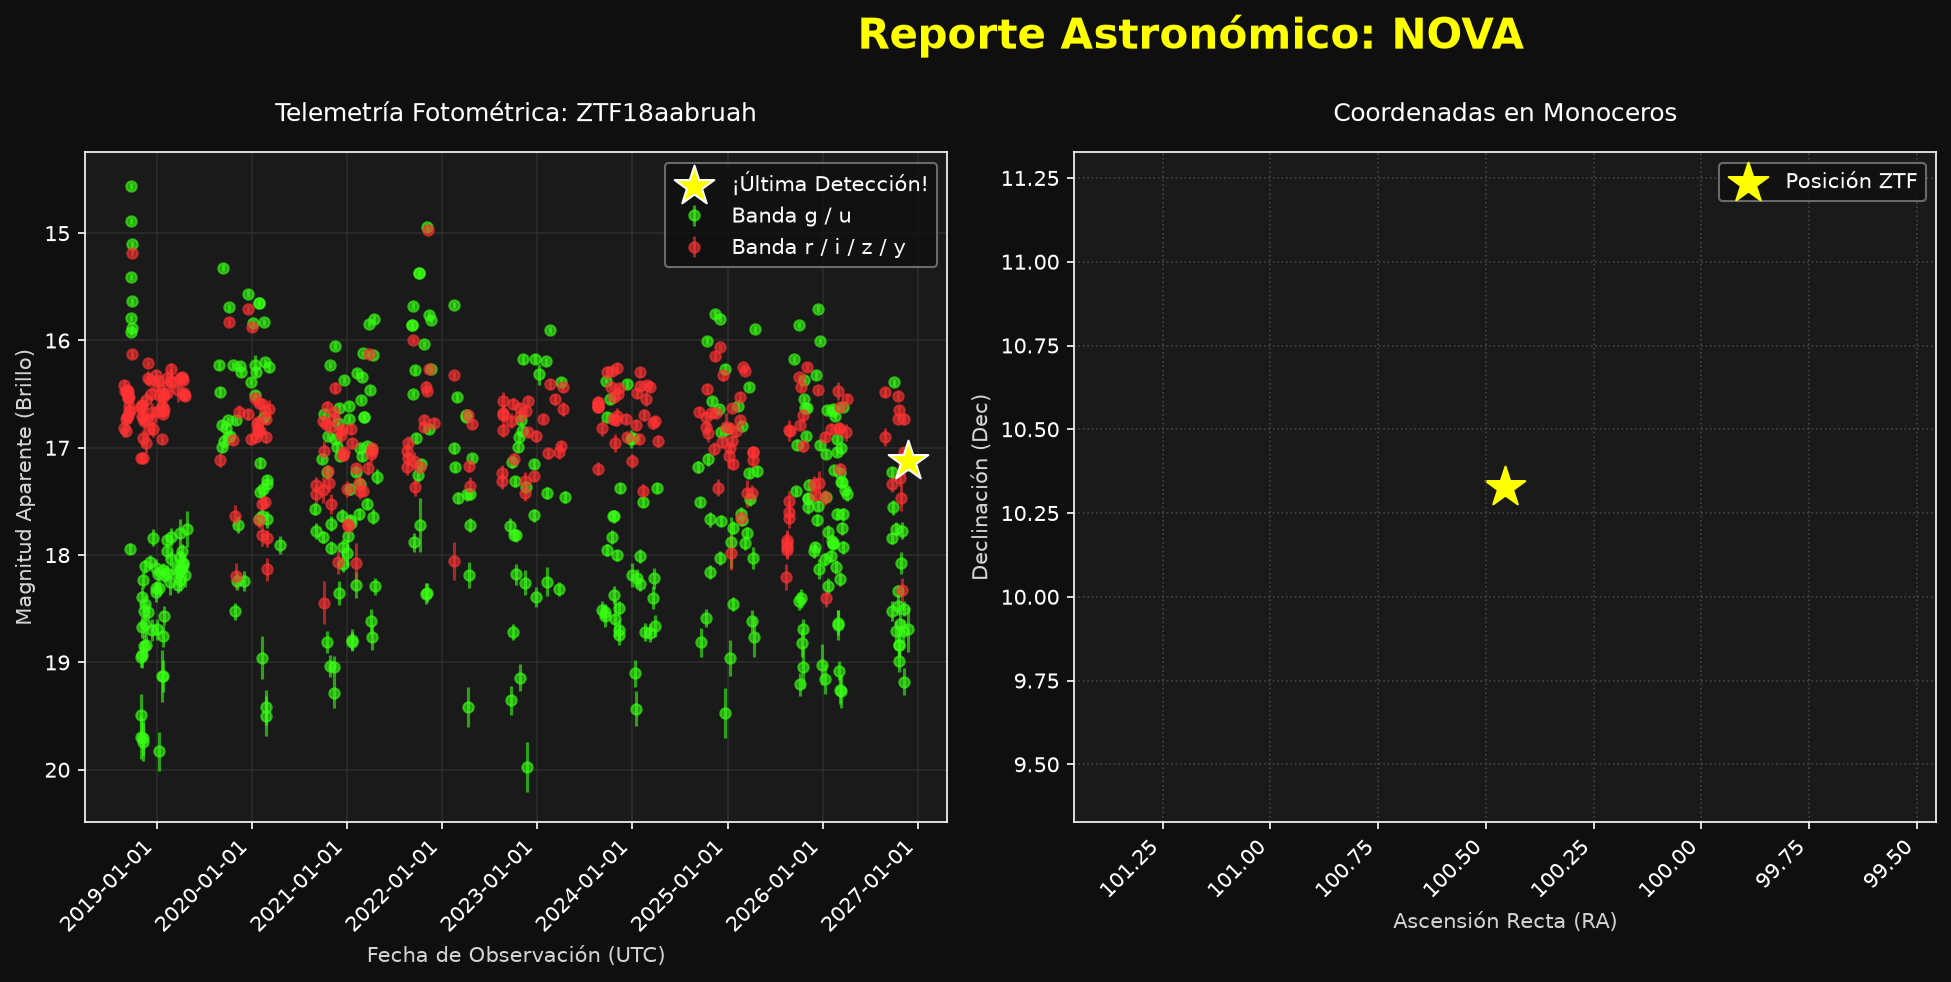 Reporte Astronómico: NOVA
Telemetría Fotométrica: ZTF18aabruah
¡Última Detección!
Banda g / u
Banda r / i / z / y
Magnitud Aparente (Brillo)
15
16
17
18
19
20
2019-01-01
2020-01-01
2021-01-01
2022-01-01
2023-01-01
2024-01-01
2025-01-01
2026-01-01
2027-01-01
Fecha de Observación (UTC)
Coordenadas en Monoceros
Posición ZTF
Declinación (Dec)
11.25
11.00
10.75
10.50
10.25
10.00
9.75
9.50
101.25
101.00
100.75
100.50
100.25
100.00
99.75
99.50
Ascensión Recta (RA)